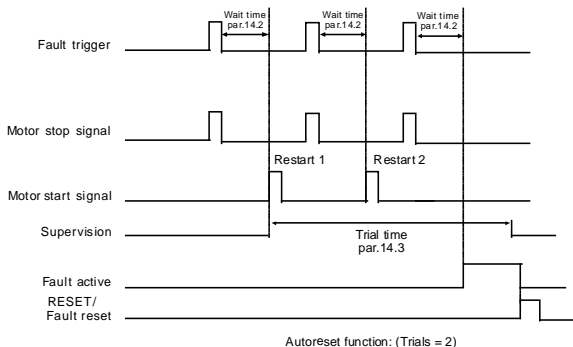 Wait time
par.14.2
Wait time
par.14.2
Wait time
par.14.2
Fault trigger
Motor stop signal
Restart 1
Restart 2
Motor start signal
Supervision
Trial time
par.14.3
Fault active
RESET/
Fault reset
Autoreset function: (Trials = 2)